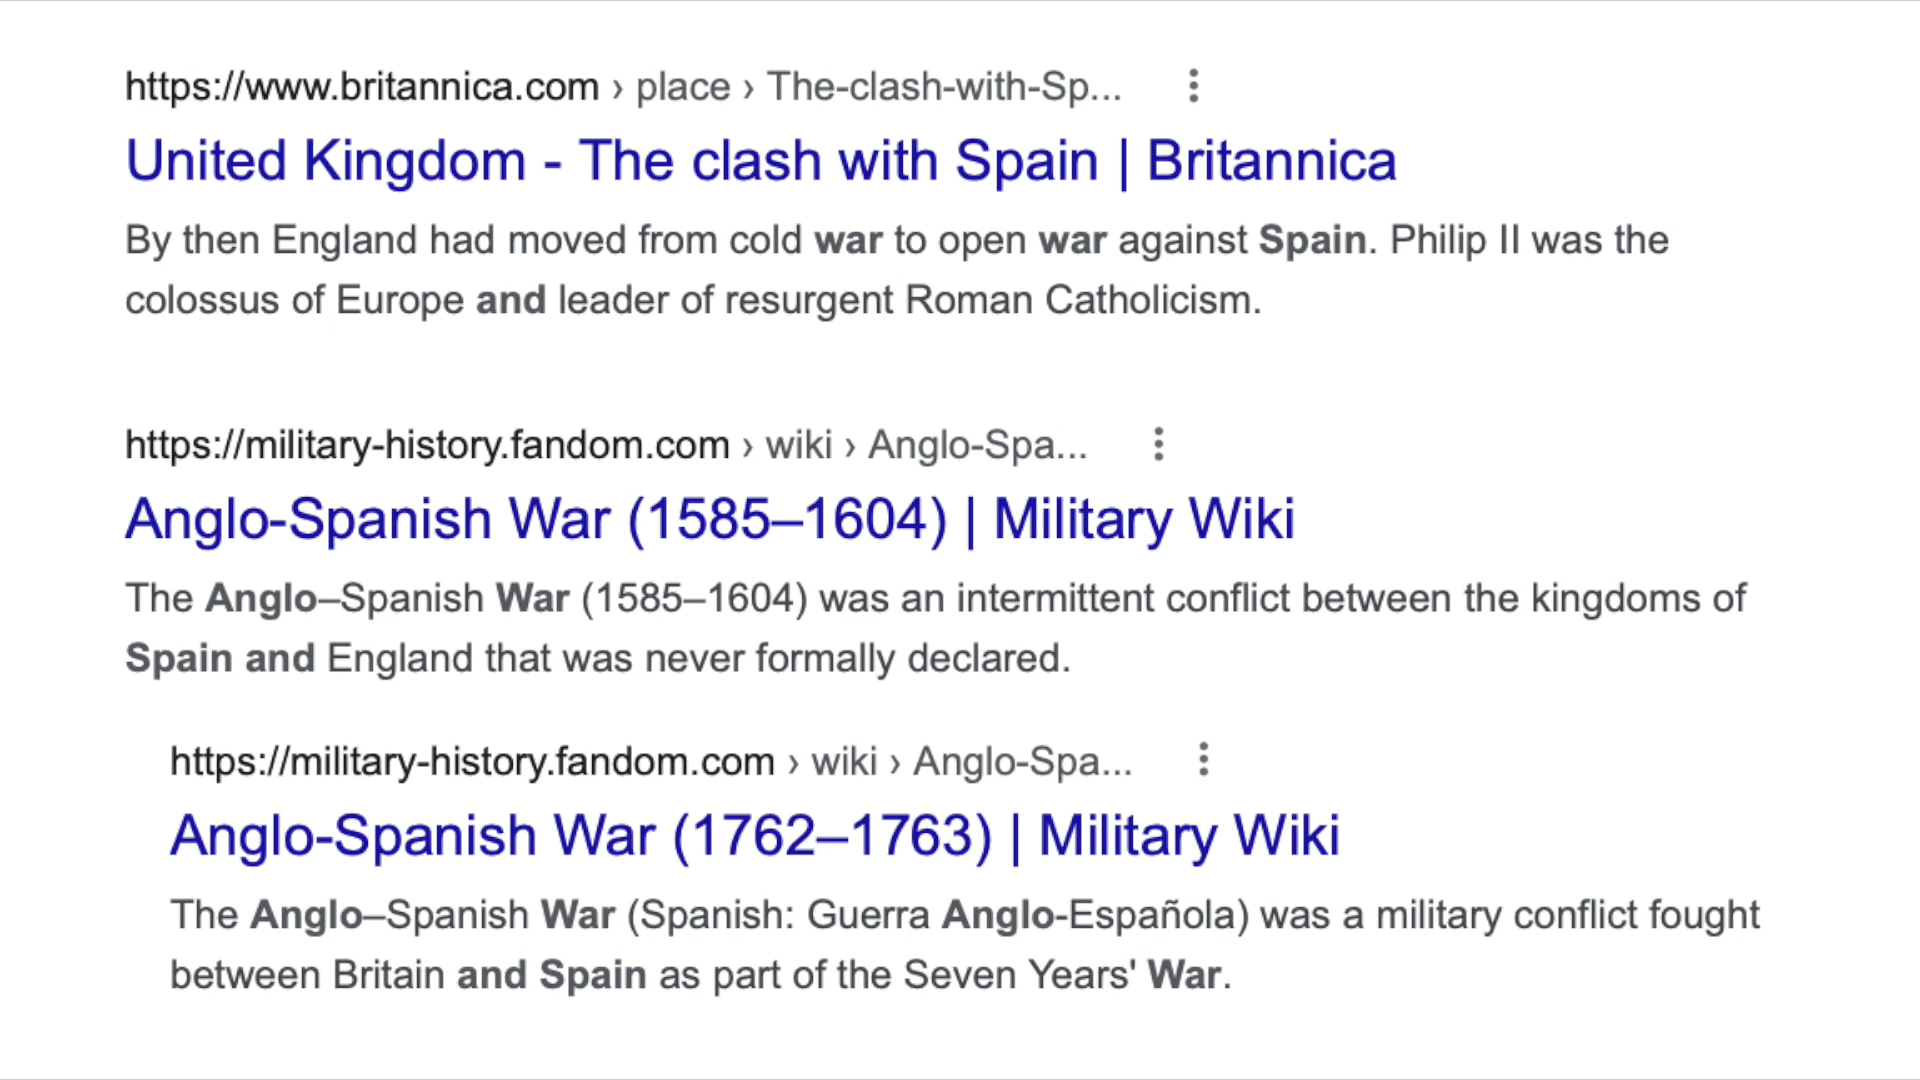 https://www.britannica.com › place › The-clash-with-Sp...
United Kingdom - The clash with Spain | Britannica
By then England had moved from cold war to open war against Spain. Philip II was the
colossus of Europe and leader of resurgent Roman Catholicism.
https://military-history.fandom.com › wiki › Anglo-Spa...
Anglo-Spanish War (1585–1604) | Military Wiki
The Anglo–Spanish War (1585–1604) was an intermittent conflict between the kingdoms of
Spain and England that was never formally declared.
https://military-history.fandom.com › wiki › Anglo-Spa...
Anglo-Spanish War (1762–1763) | Military Wiki
The Anglo–Spanish War (Spanish: Guerra Anglo-Española) was a military conflict fought
between Britain and Spain as part of the Seven Years' War.